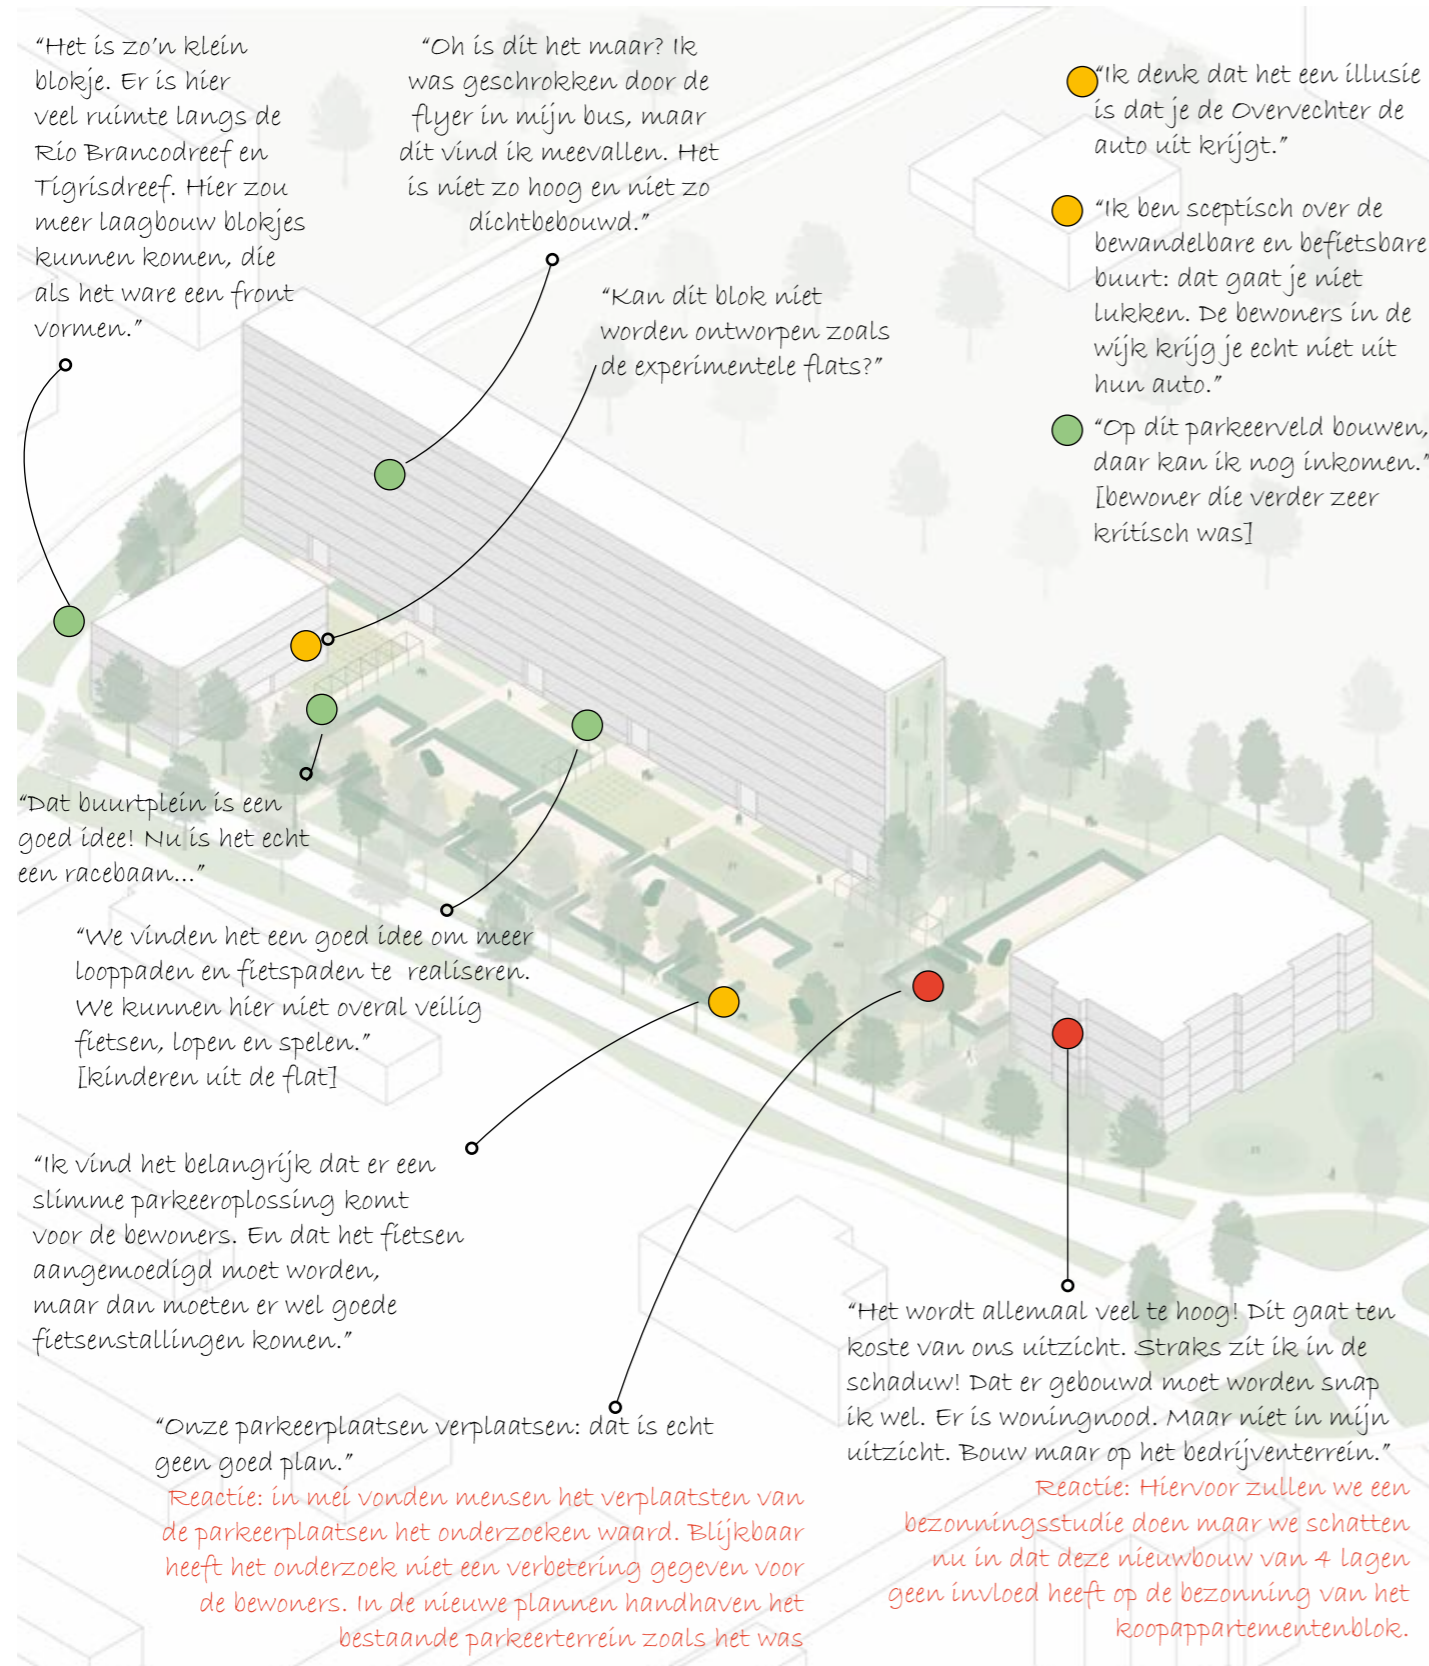 “Het is zo’n klein
blokje. Er is hier
veel ruimte langs de
Rio Brancodreef en
Tigrisdreef. Hier zou
meer laagbouw blokjes
kunnen komen, die
als het ware een front
vormen.”
“Oh is dit het maar? Ik
was geschrokken door de
flyer in mijn bus, maar
dit vind ik meevallen. Het
is niet zo hoog en niet zo
dichtbebouwd.”
“Kan dit blok niet
worden ontworpen zoals
de experimentele flats?”
“Ik denk dat het een illusie
is dat je de Overvechter de
auto uit krijgt.”
“Ik ben sceptisch over de
bewandelbare en befietsbare
buurt: dat gaat je niet
lukken. De bewoners in de
wijk krijg je echt niet uit
hun auto.”
“Op dit parkeerveld bouwen,
daar kan ik nog inkomen.”
[bewoner die verder zeer
kritisch was]
“Dat buurtplein is een
goed idee! Nu is het echt
een racebaan...”
“We vinden het een goed idee om meer
looppaden en fietspaden te realiseren.
We kunnen hier niet overal veilig
fietsen, lopen en spelen.”
[kinderen uit de flat]
“Ik vind het belangrijk dat er een
slimme parkeeroplossing komt
voor de bewoners. En dat het fietsen
aangemoedigd moet worden,
maar dan moeten er wel goede
fietsenstallingen komen.”
“Onze parkeerplaatsen verplaatsen: dat is echt
geen goed plan.”
Reactie: in mei vonden mensen het verplaatsten van
de parkeerplaatsen het onderzoeken waard. Blijkbaar
heeft het onderzoek niet een verbetering gegeven voor
de bewoners. In de nieuwe plannen handhaven het
bestaande parkeerterrein zoals het was
“Het wordt allemaal veel te hoog! Dit gaat ten
koste van ons uitzicht. Straks zit ik in de
schaduw! Dat er gebouwd moet worden snap
ik wel. Er is woningnood. Maar niet in mijn
uitzicht. Bouw maar op het bedrijventerrein.”
Reactie: Hiervoor zullen we een
bezonningsstudie doen maar we schatten
nu in dat deze nieuwbouw van 4 lagen
geen invloed heeft op de bezonning van het
koopappartementenblok.